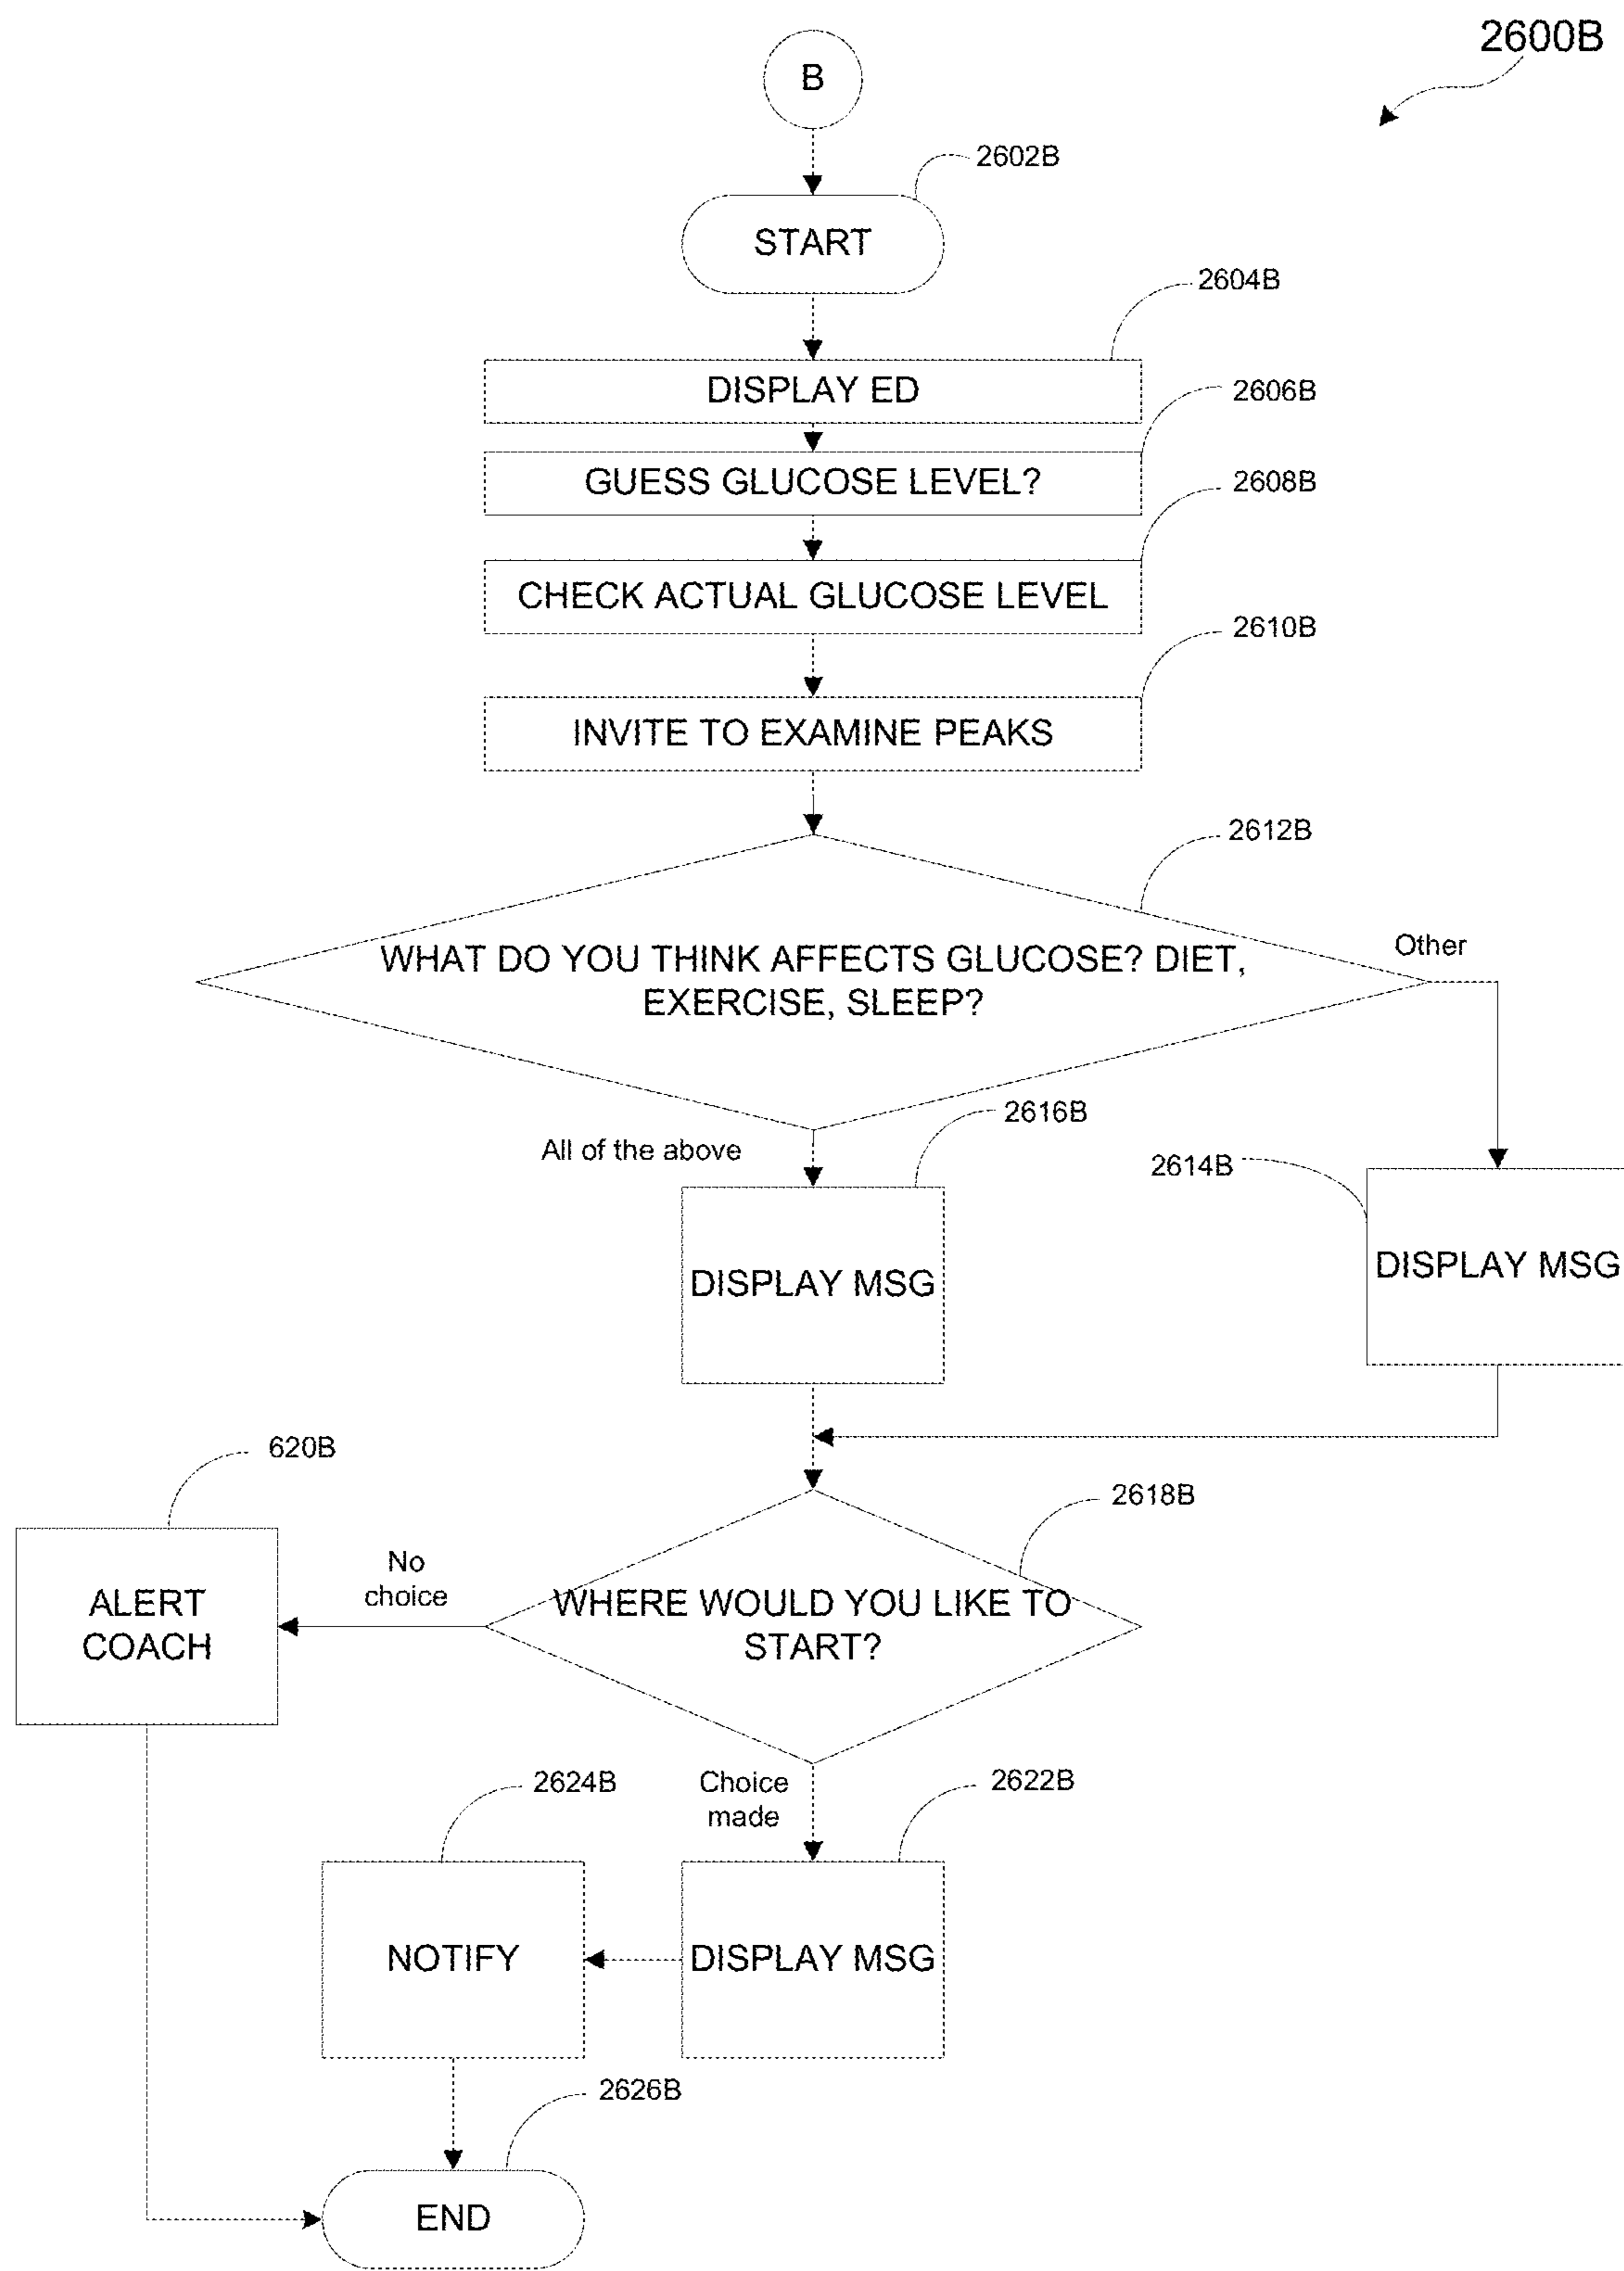 2600B
B
2602B
START
2604B
DISPLAY ED
2606B
GUESS GLUCOSE LEVEL?
2608B
CHECK ACTUAL GLUCOSE LEVEL
2610B
INVITE TO EXAMINE PEAKS
2612B
WHAT DO YOU THINK AFFECTS GLUCOSE? DIET,
EXERCISE, SLEEP?
Other
All of the above
2616B
2614B
DISPLAY MSG
DISPLAY MSG
620B
2618B
ALERT
COACH
No
choice
WHERE WOULD YOU LIKE TO
START?
2624B
Choice
made
2622B
NOTIFY
DISPLAY MSG
2626B
END